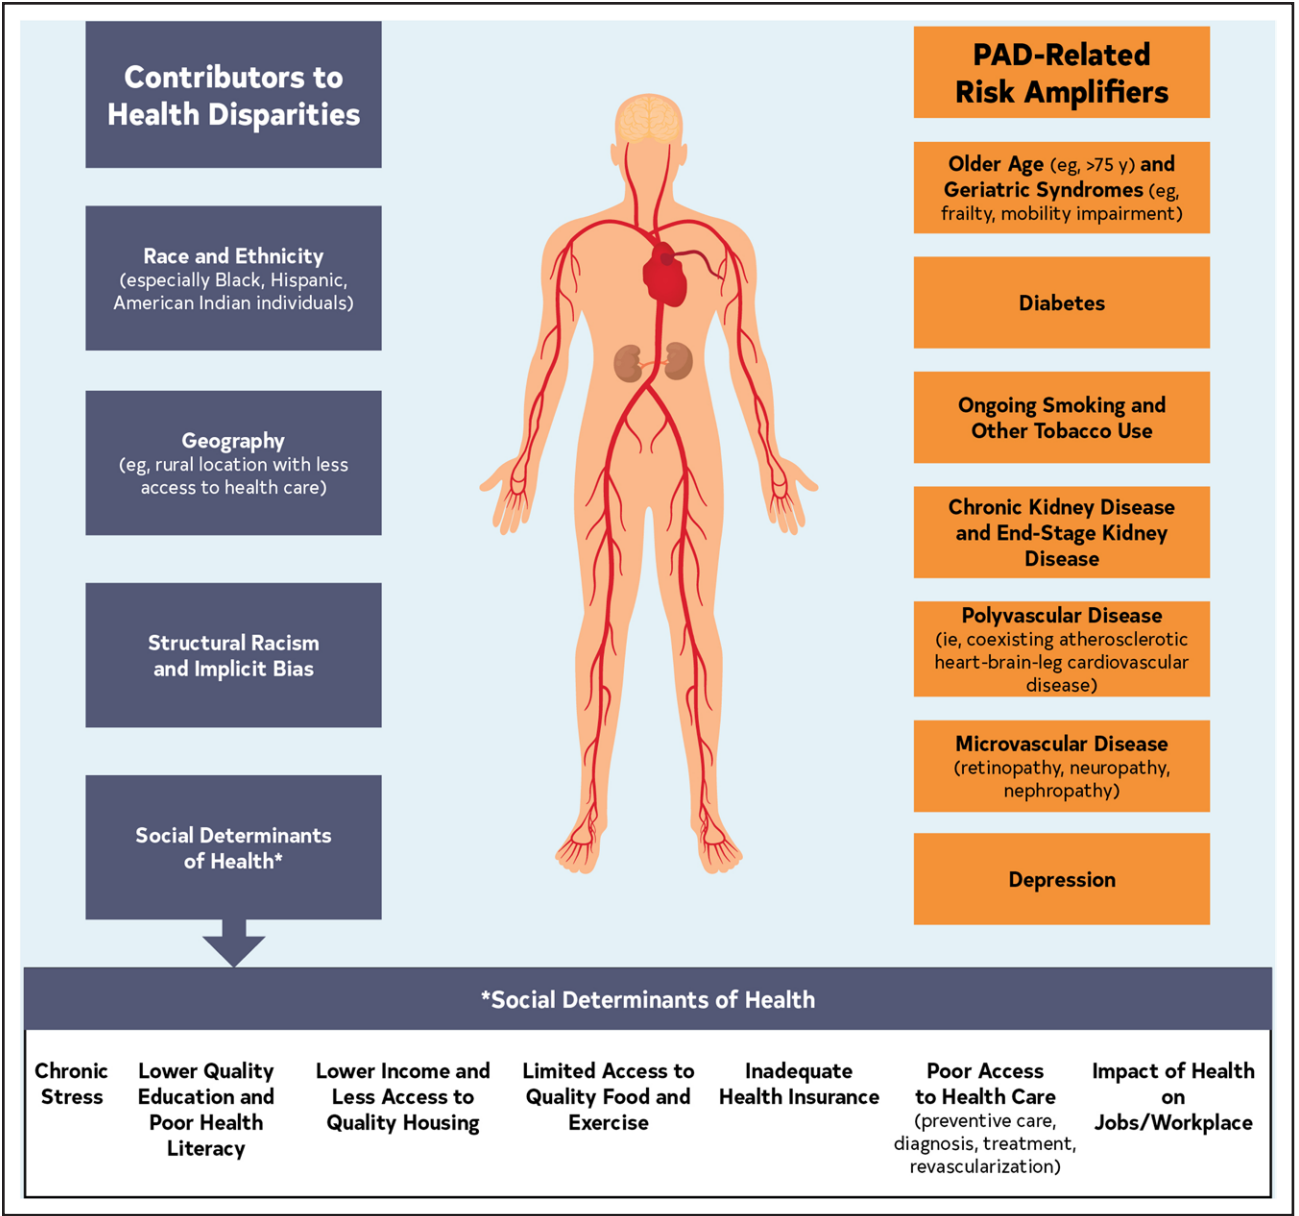 Contributors to
Health Disparities
Race and Ethnicity
(especially Black, Hispanic,
American Indian individuals)
Geography
(eg, rural location with less
access to health care)
Structural Racism
and Implicit Bias
Social Determinants
of Health*
PAD-Related
Risk Amplifiers
Older Age (eg, >75 y) and
Geriatric Syndromes (eg,
frailty, mobility impairment)
Diabetes
Ongoing Smoking and
Other Tobacco Use
Chronic Kidney Disease
and End-Stage Kidney
Disease
Polyvascular Disease
(ie, coexisting atherosclerotic
heart-brain-leg cardiovascular
disease)
Microvascular Disease
(retinopathy, neuropathy,
nephropathy)
Depression
*Social Determinants of Health
Chronic
Stress
Lower Quality
Education and
Poor Health
Literacy
Lower Income and
Less Access to
Quality Housing
Limited Access to
Quality Food and
Exercise
Inadequate
Health Insurance
Poor Access
to Health Care
(preventive care,
diagnosis, treatment,
revascularization)
Impact of Health
on
Jobs/Workplace